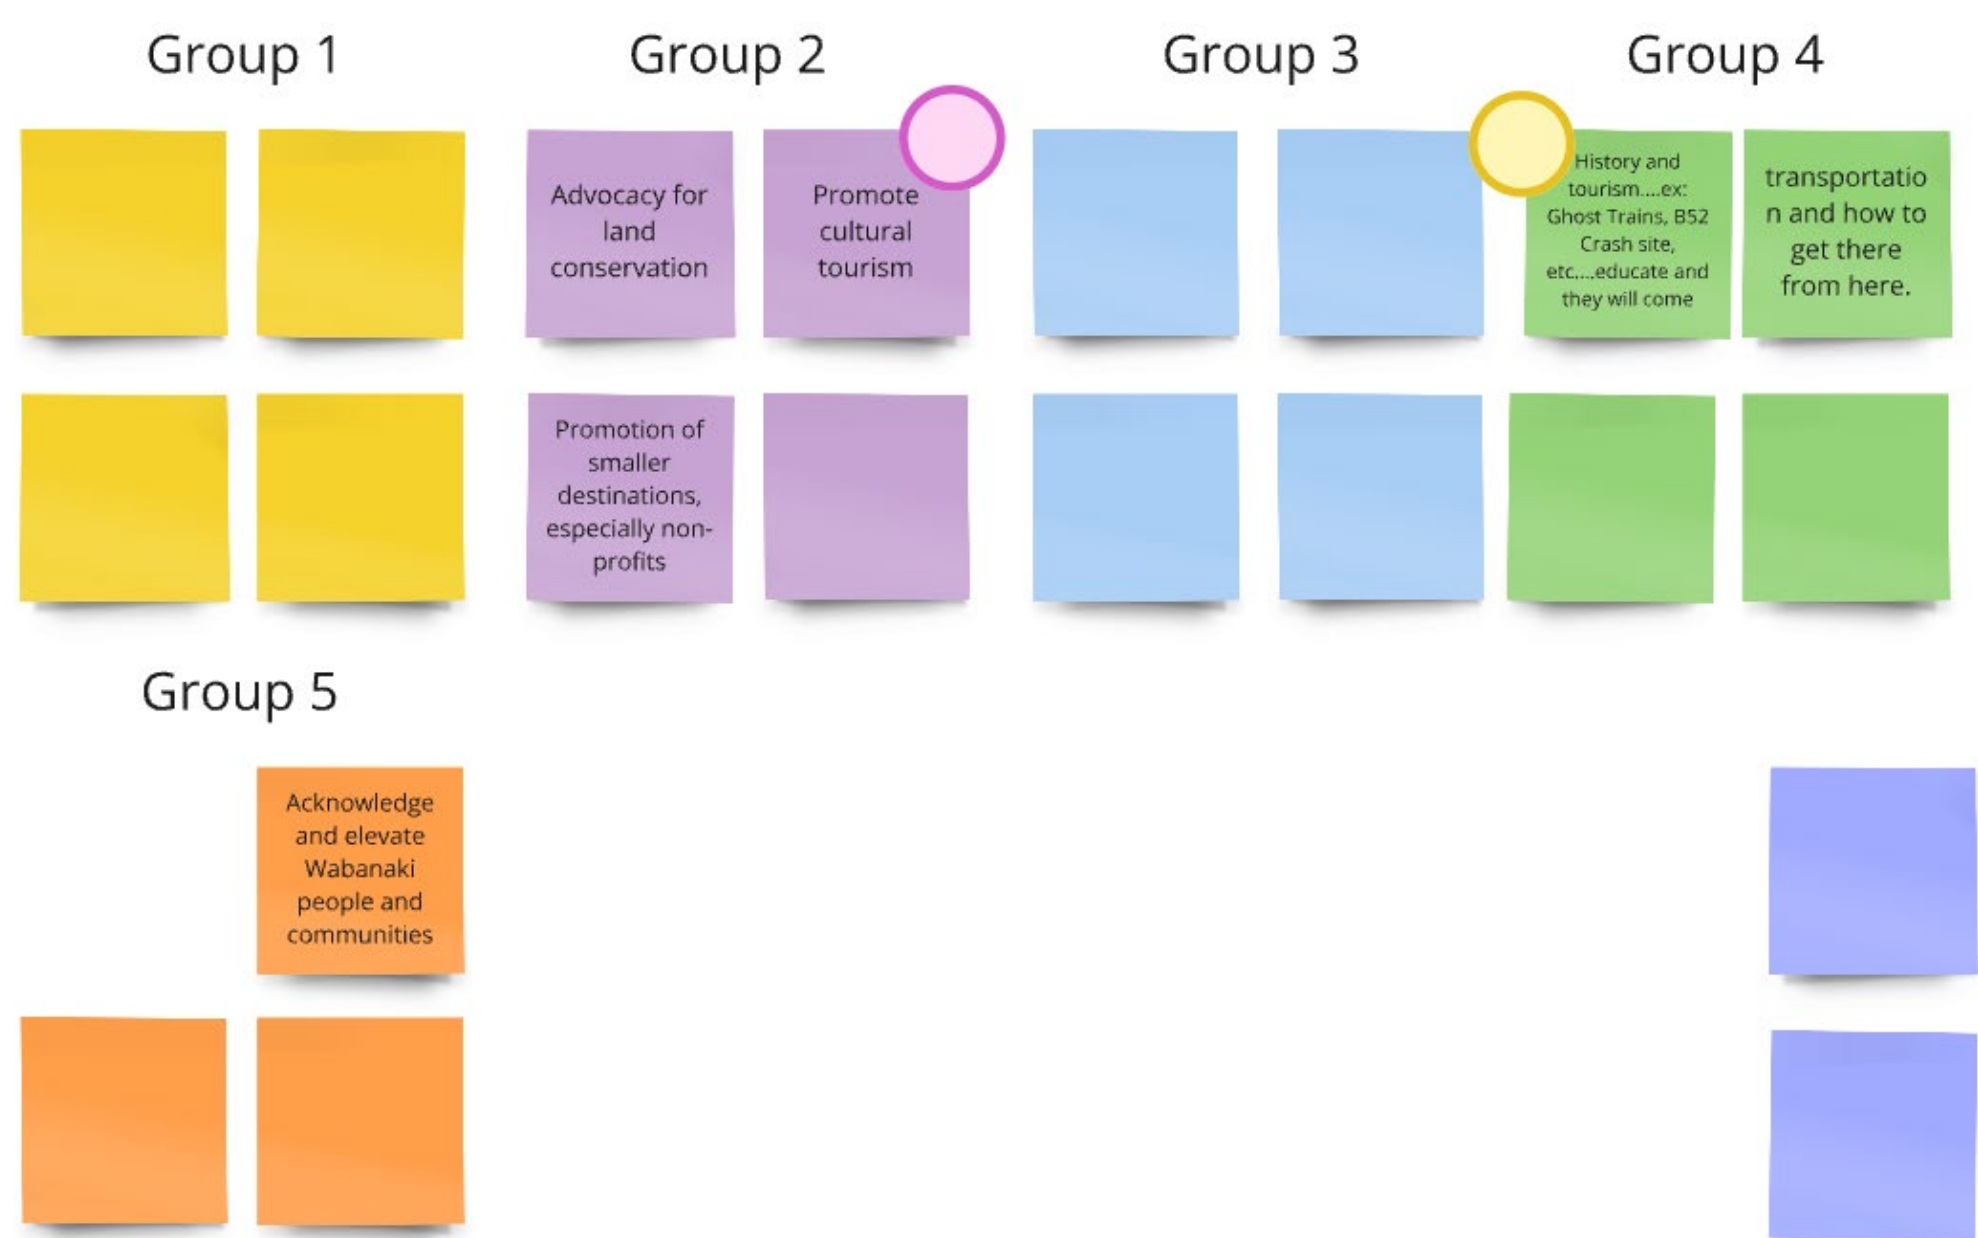 Group 1
Group 2
Group 3
Group 4
Advocacy for
land
conservation
Promote
cultural
tourism
History and
tourism....ex:
Ghost Trains, B52
Crash site,
etc....educate and
they will come
transportatio
n and how to
get there
from here.
Promotion of
smaller
destinations,
especially non-
profits
Group 5
Acknowledge
and elevate
Wabanaki
people and
communities